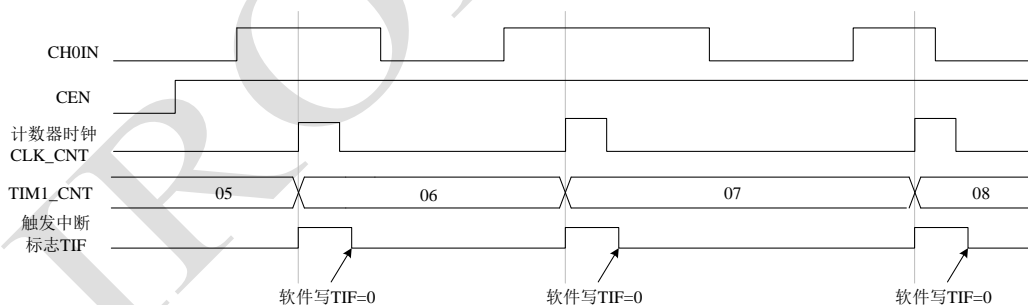 CH0IN
CEN
计数器时钟
CLK_CNT
TIM1_CNT
05
06
07
08
触发中断
标志TIF
软件写TIF=0
软件写TIF=0
软件写TIF=0